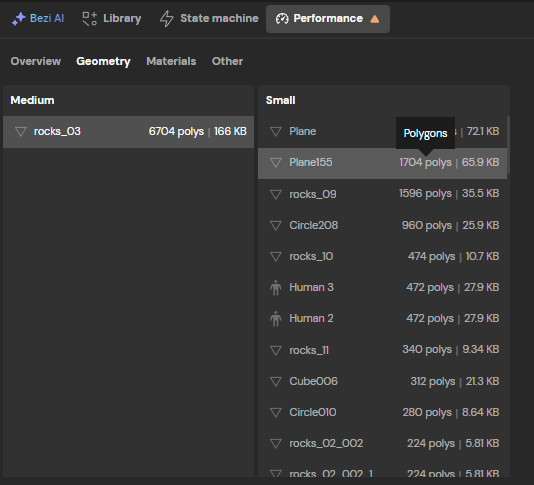 Bezi AI Library State machine Performance
Overview Geometry Materials Other
Medium
rocks_03 6704 polys | 166 KB
Small
Plane | 72.1 KB
Polygons
Plane155 1704 polys | 65.9 KB
rocks_09 1596 polys | 35.5 KB
Circle208 960 polys | 25.9 KB
rocks_10 474 polys | 10.7 KB
Human 3 472 polys | 27.9 KB
Human 2 472 polys | 27.9 KB
rocks_11 340 polys | 9.34 KB
Cube006 312 polys | 21.3 KB
Circle010 280 polys | 8.64 KB
rocks_02_002 224 polys | 5.81 KB
rocks_02_002_1 224 polys | 5.81 KB